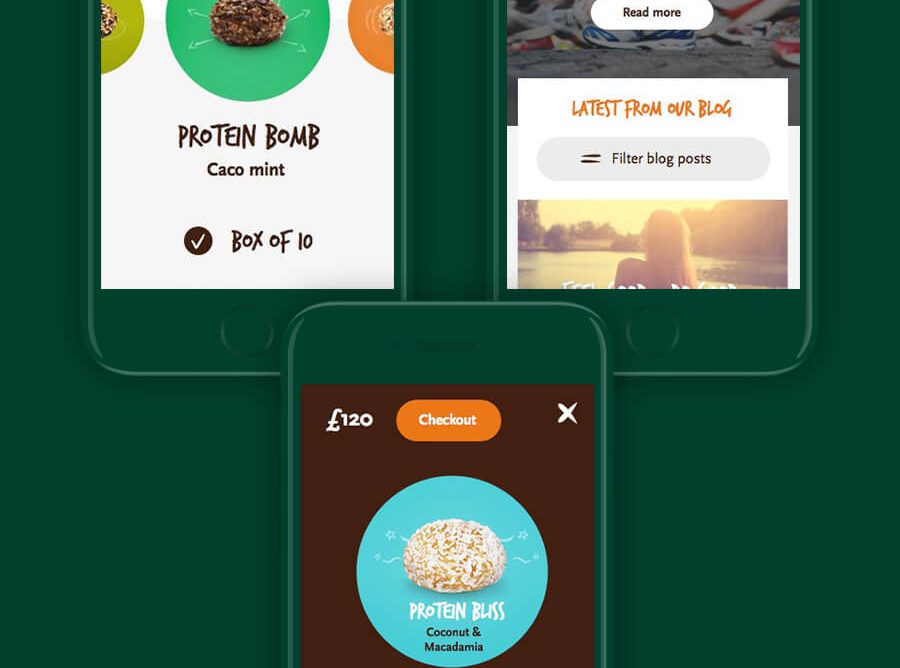 PROTEIN BOMB
Caco mint
BOX OF 10
Read more
LATEST FROM OUR BLOG
Filter blog posts
£120
Checkout
PROTEIN BLISS
Coconut &
Macadamia